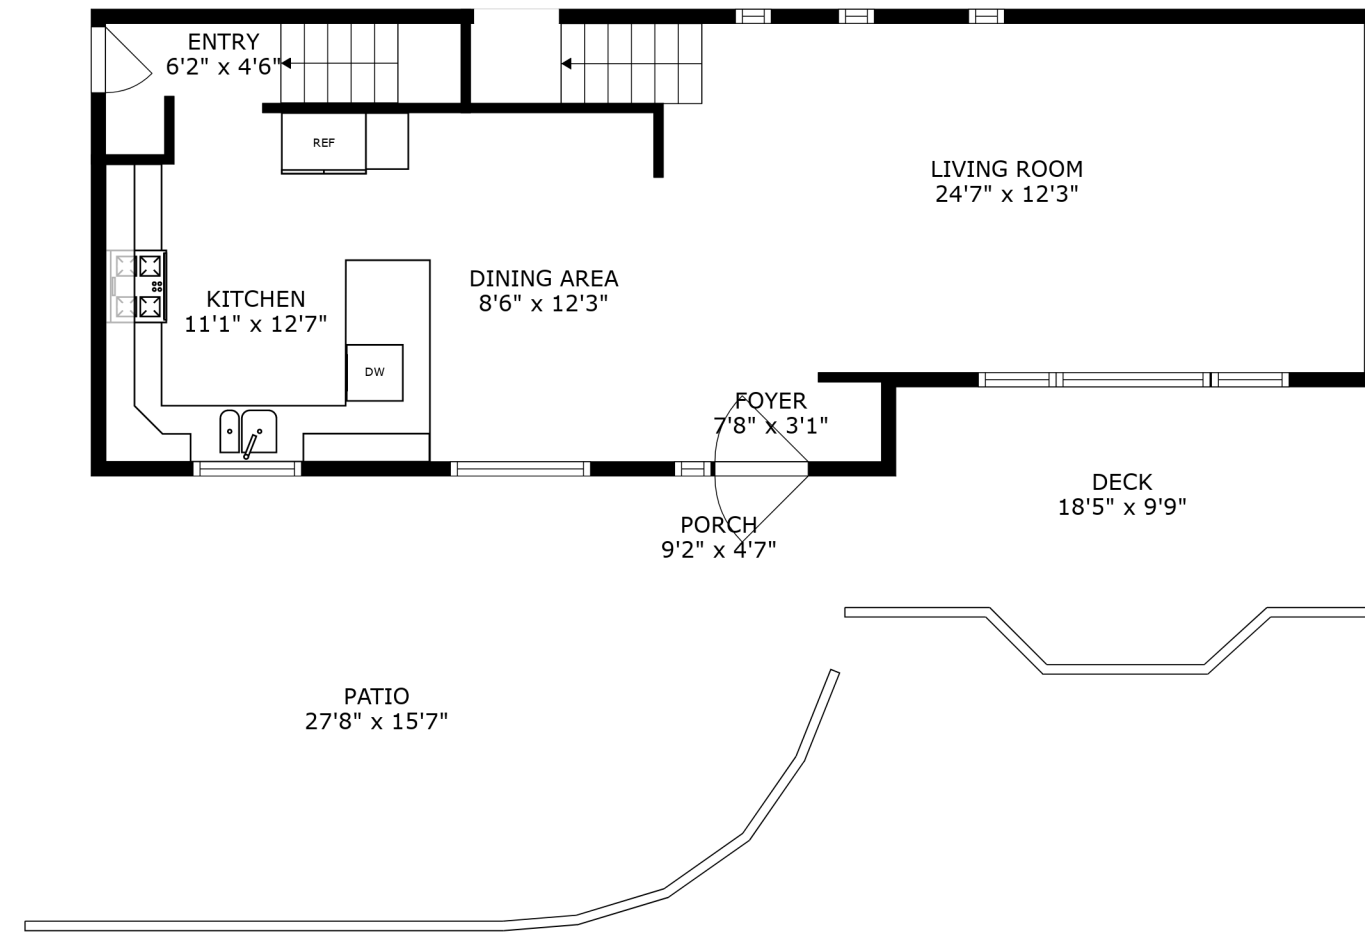 ENTRY
6'2" x 4'6"
REF
LIVING ROOM
24'7" x 12'3"
DINING AREA
8'6" x 12'3"
KITCHEN
11'1" x 12'7"
DW
FOYER
7'8" x 3'1"
DECK
18'5" x 9'9"
PORCH
9'2" x 4'7"
PATIO
27'8" x 15'7"